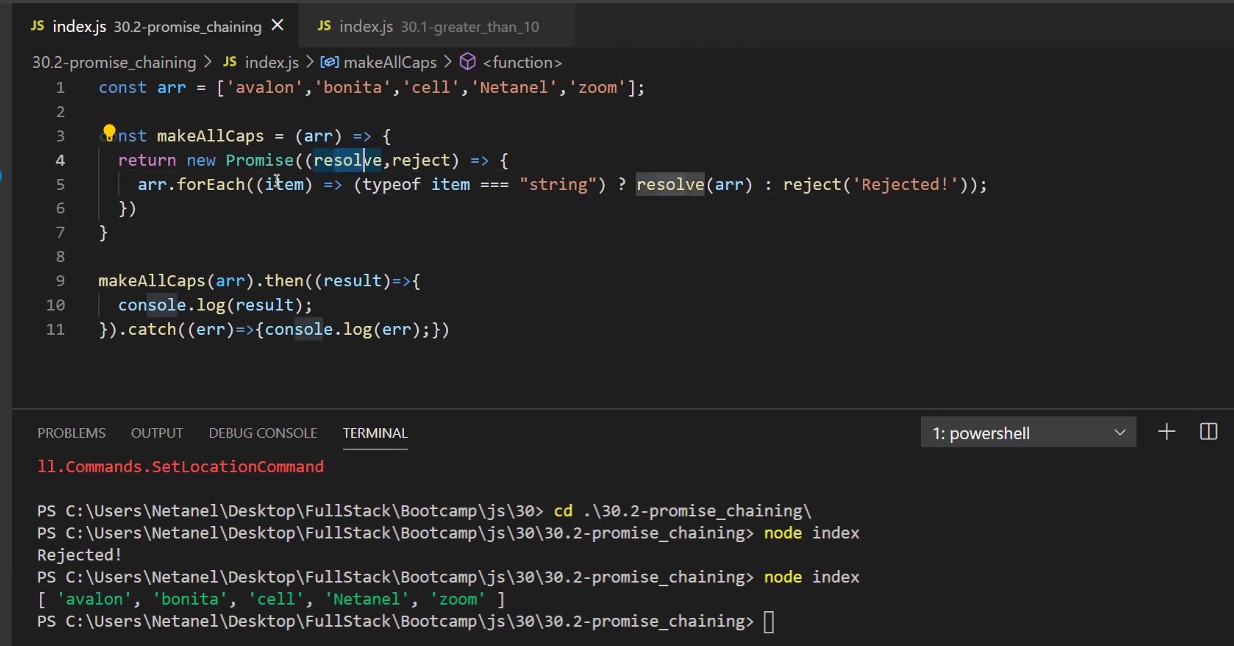 JS index.js 30.2-promise_chaining × JS index.js 30.1-greater_than_10
30.2-promise_chaining > JS index.js > makeAllCaps > <function>
1 const arr = ['avalon','bonita','cell','Netanel','zoom'];
2
3 nst makeAllCaps = (arr) => {
4 return new Promise((resolve,reject) => {
5 arr.forEach((item) => (typeof item === "string") ? resolve(arr) : reject('Rejected!'));
6 })
7 }
8
9 makeAllCaps(arr).then((result)=>{
10 console.log(result);
11 }).catch((err)=>{console.log(err);})
PROBLEMS OUTPUT DEBUG CONSOLE TERMINAL 1: powershell
ll.Commands.SetLocationCommand
PS C:\Users\Netanel\Desktop\FullStack\Bootcamp\js\30> cd .\30.2-promise_chaining\
PS C:\Users\Netanel\Desktop\FullStack\Bootcamp\js\30\30.2-promise_chaining> node index
Rejected!
PS C:\Users\Netanel\Desktop\FullStack\Bootcamp\js\30\30.2-promise_chaining> node index
[ 'avalon', 'bonita', 'cell', 'Netanel', 'zoom' ]
PS C:\Users\Netanel\Desktop\FullStack\Bootcamp\js\30\30.2-promise_chaining>